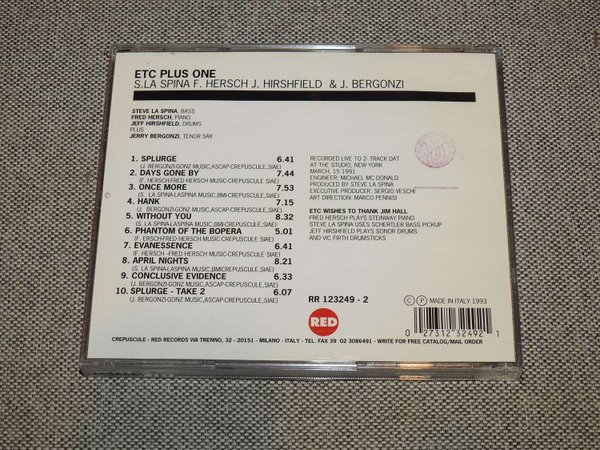 ETC PLUS ONE
S.LA SPINA F. HERSCH J. HIRSHFIELD & J. BERGONZI
STEVE LA SPINA, BASS
FRED HERSCH, PIANO
JEFF HIRSHFIELD, DRUMS
PLUS
JERRY BERGONZI, TENOR SAX
1. SPLURGE 6.41
(J. BERGONZI-GONZ MUSIC,ASCAP-CREPUSCULE,SIAE)
2. DAYS GONE BY 7.44
(F. HERSCH-FRED HERSCH MUSIC-CREPUSCULE, SIAE)
3. ONCE MORE 7.53
(S. LA SPINA-LASPINA MUSIC,BMI-CREPUSCULE, SIAE)
4. HANK 7.15
(J. BERGONZI-GONZ MUSIC,ASCAP-CREPUSCULE,SIAE)
5. WITHOUT YOU 8.32
(S. LA SPINA-LASPINA MUSIC,BMI-CREPUSCULE,SIAE)
6. PHANTOM OF THE BOPERA 5.01
(F. ERSCH-FRED HERSCH MUSIC-CREPUSCULE, SIAE)
7. EVANESSENCE 6.41
(F. HERSCH -FRED HERSCH MUSIC-CREPUSCULE, SIAE)
8. APRIL NIGHTS 8.21
(S. LA SPINA-LASPINA MUSIC,BMICREPUSCULE,SIAE)
9. CONCLUSIVE EVIDENCE 6.33
(J. BERGONZI-GONZ MUSIC,ASCAP-CREPUSCULE,SIAE)
10. SPLURGE - TAKE 2 6.07
(J. BERGONZI-GONZ MUSIC,ASCAP-CREPUSCULE,SIAE)
RECORDED LIVE TO 2- TRACK DAT
AT THE STUDIO, NEW YORK
MARCH, 15 1991
ENGINEER: MICHAEL MC DONALD
PRODUCED BY STEVE LA SPINA
EXECUTIVE PRODUCER: SERGIO VESCHI
ART DIRECTION: MARCO PENNISI
ETC WISHES TO THANK JIM HALL
FRED HERSCH PLAYS STEINWAY PIANO
STEVE LA SPINA USES SCHERTLER BASS PICKUP
JEFF HIRSHFIELD PLAYS SONOR DRUMS
AND VIC FIRTH DRUMSTICKS
RR 123249 - 2
RED
© ℗ MADE IN ITALY 1993
0 27312 32492 1
CREPUSCULE - RED RECORDS VIA TRENNO, 32 - 20151 - MILANO - ITALY - TEL. FAX 39 02 3086491 - WRITE FOR FREE CATALOG/MAIL ORDER